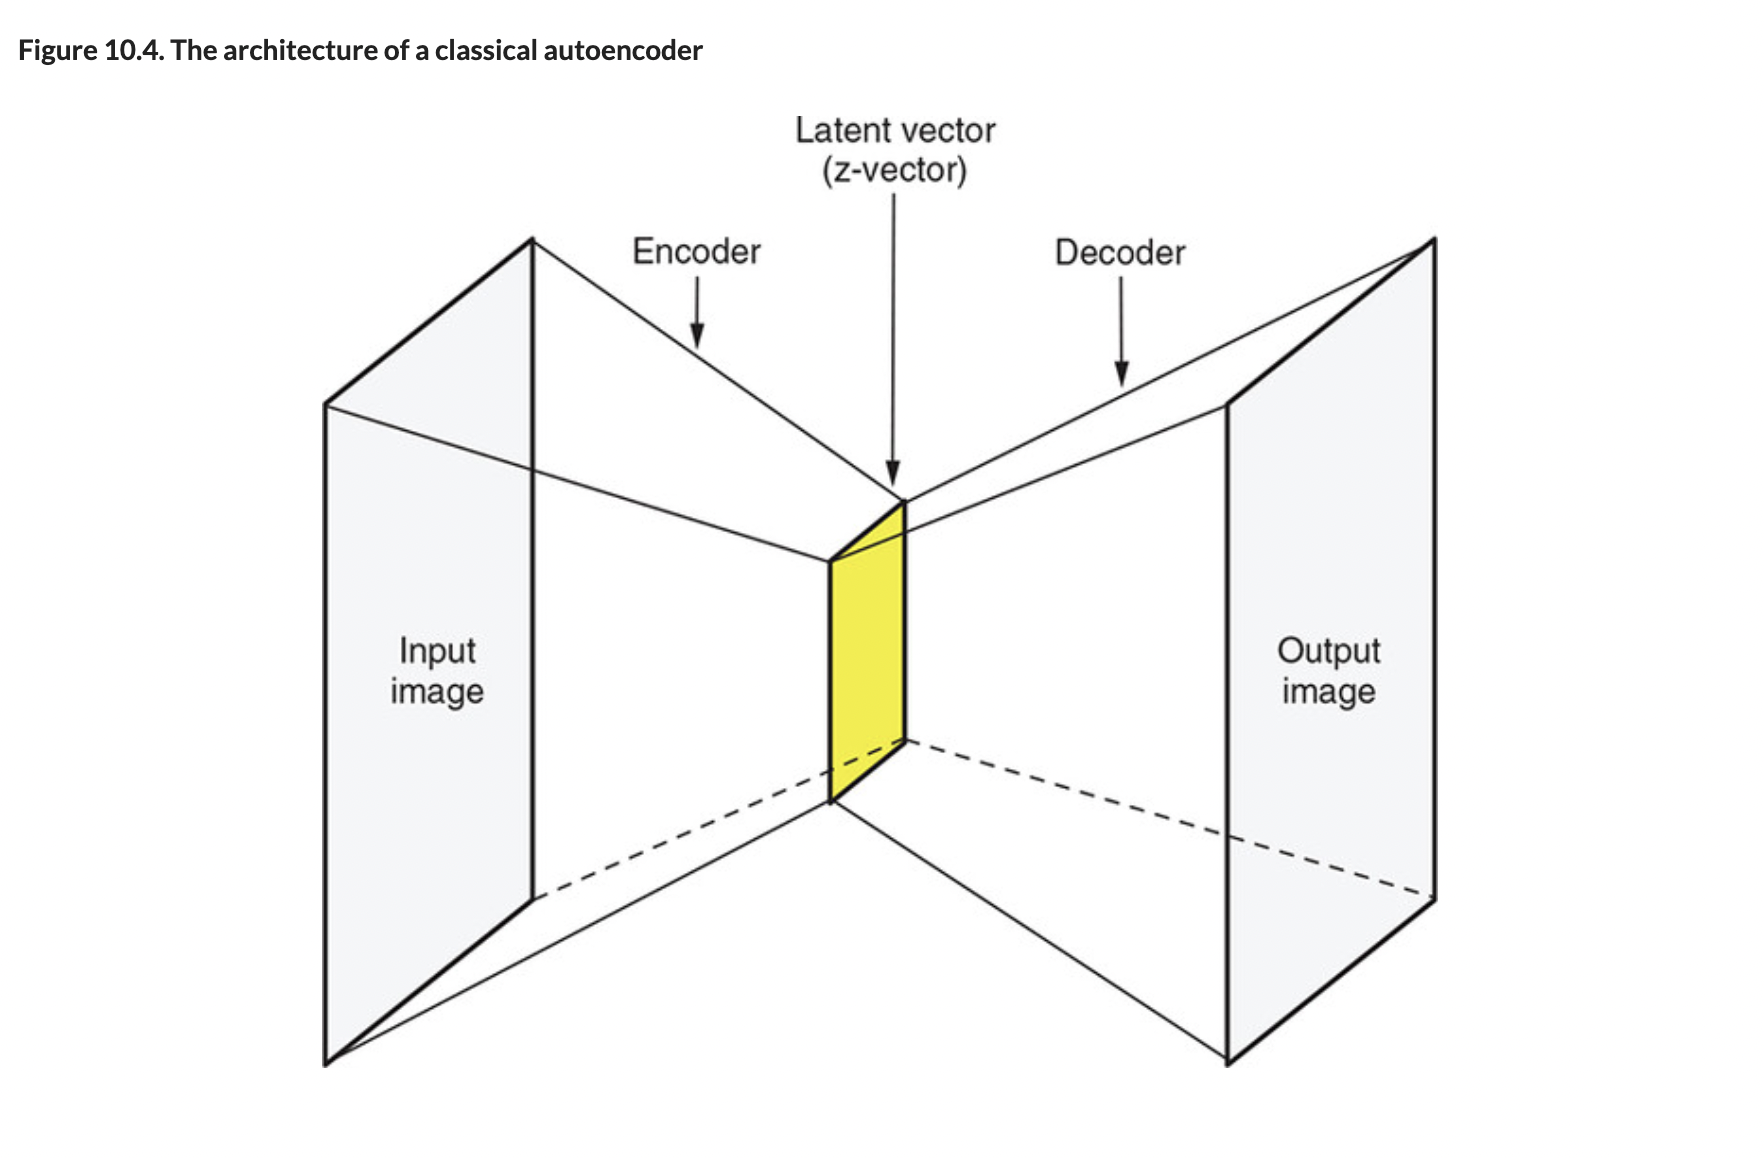 Figure 10.4. The architecture of a classical autoencoder
Latent vector
(z-vector)
Encoder
Decoder
Input
image
Output
image